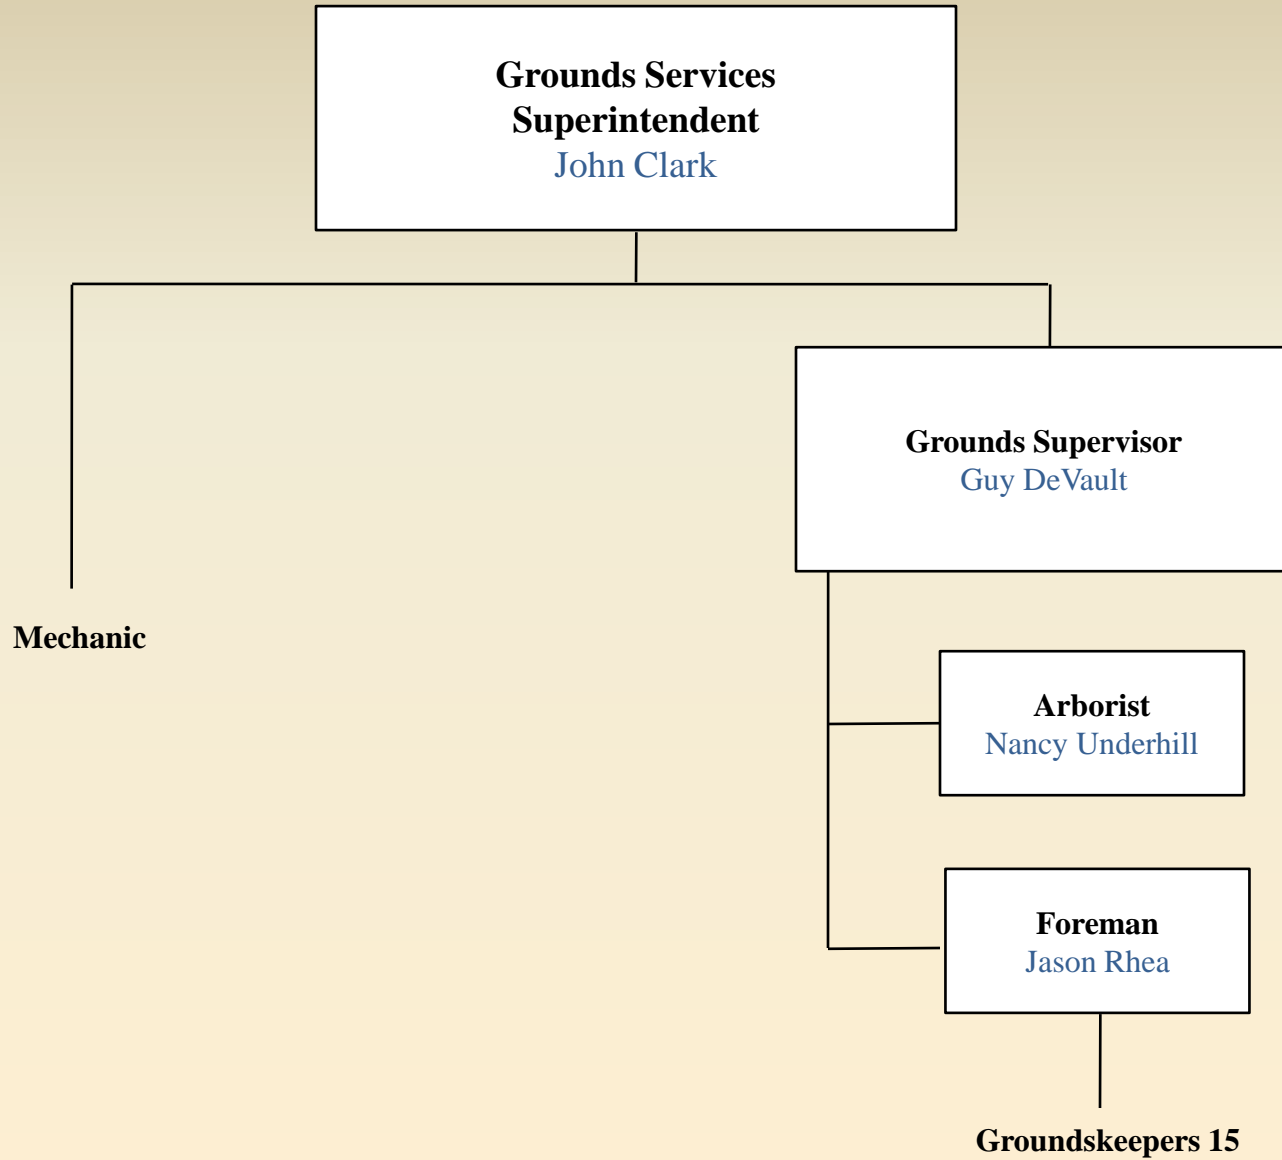 Grounds Services
Superintendent
John Clark
Grounds Supervisor
Guy DeVault
Mechanic
Arborist
Nancy Underhill
Foreman
Jason Rhea
Groundskeepers 15